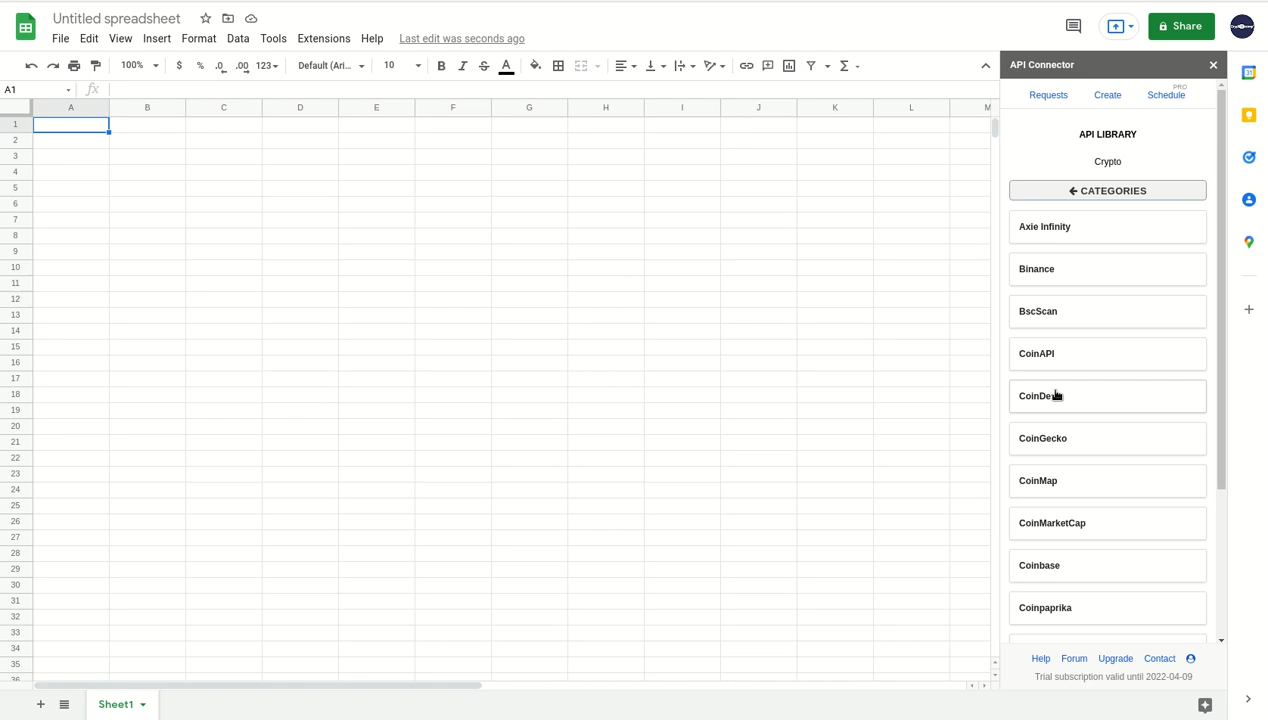 Untitled spreadsheet
File Edit View Insert Format Data Tools Extensions Help Last edit was seconds ago
Share
100% $ % .0 .00 123 Default (Ari... 10 B I S A Σ
A1 fx
A B C D E F G H I J K L M
1
2
3
4
5
6
7
8
9
10
11
12
13
14
15
16
17
18
19
20
21
22
23
24
25
26
27
28
29
30
31
32
33
34
35
36
Sheet1
API Connector
Requests Create Schedule PRO
API LIBRARY
Crypto
CATEGORIES
Axie Infinity
Binance
BscScan
CoinAPI
CoinGecko
CoinMap
CoinMarketCap
Coinbase
Coinpaprika
Help Forum Upgrade Contact
Trial subscription valid until 2022-04-09
31